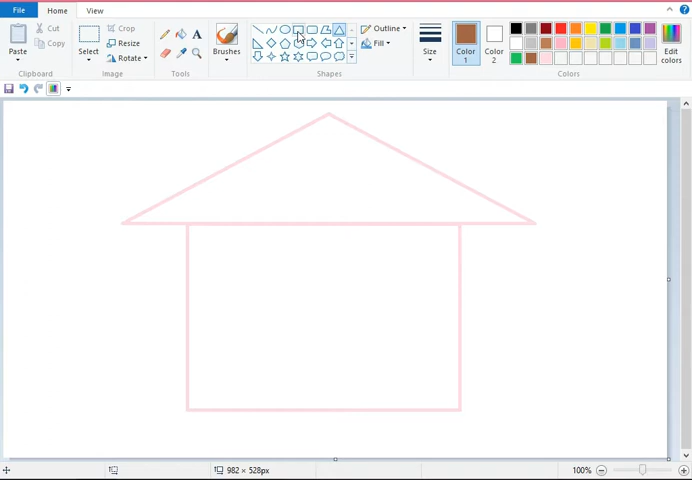 File Home View
Paste Cut Copy
Clipboard
Select Crop Resize Rotate
Image
Tools
Brushes
Outline Fill
Shapes
Size
Color 1
Color 2
Edit colors
Colors
982 × 528px
100%